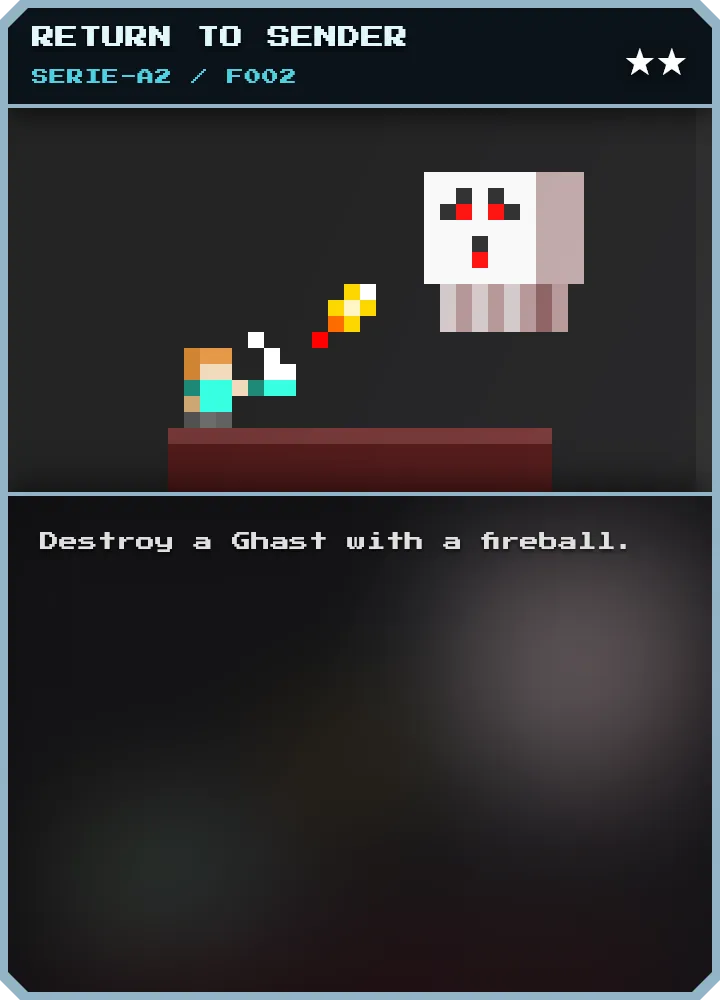 RETURN TO SENDER
SERIE-A2 / F002
★★
Destroy a Ghast with a fireball.